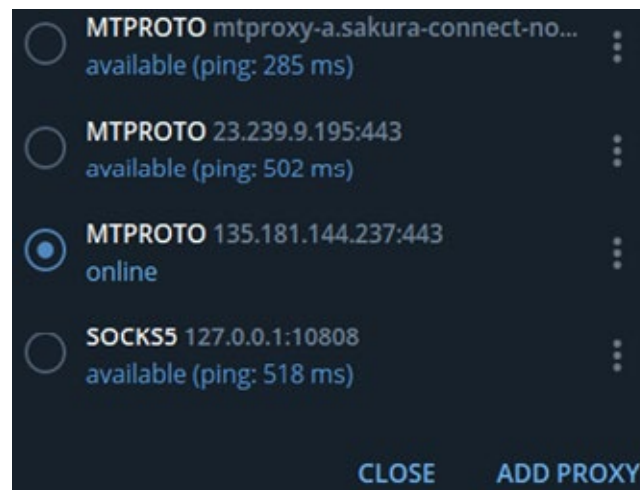 MTPROTO mtproxy-a.sakura-connect-no...
available (ping: 285 ms)
MTPROTO 23.239.9.195:443
available (ping: 502 ms)
MTPROTO 135.181.144.237:443
online
SOCKS5 127.0.0.1:10808
available (ping: 518 ms)
CLOSE ADD PROXY